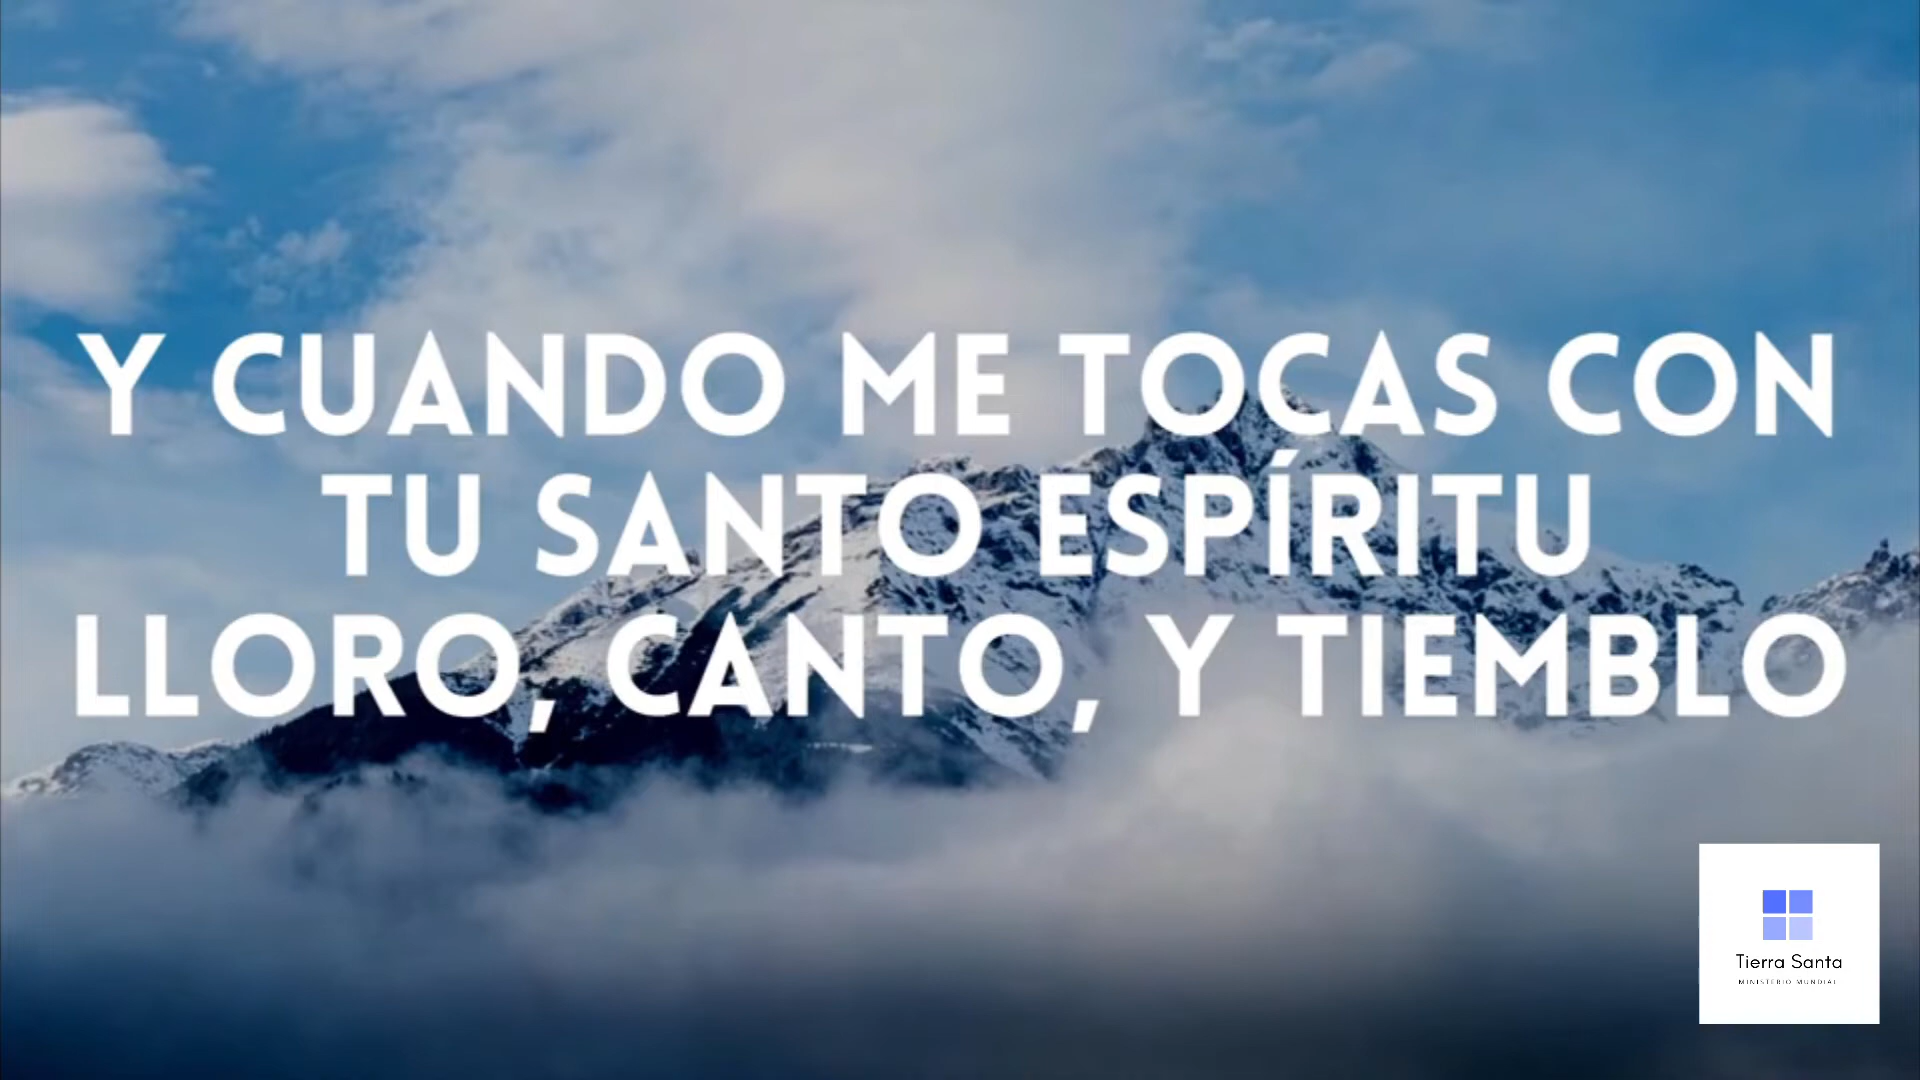 Y CUANDO ME TOCAS CON
TU SANTO ESPÍRITU
LLORO, CANTO, Y TIEMBLO
Tierra Santa
MINISTERIO MUNDIAL